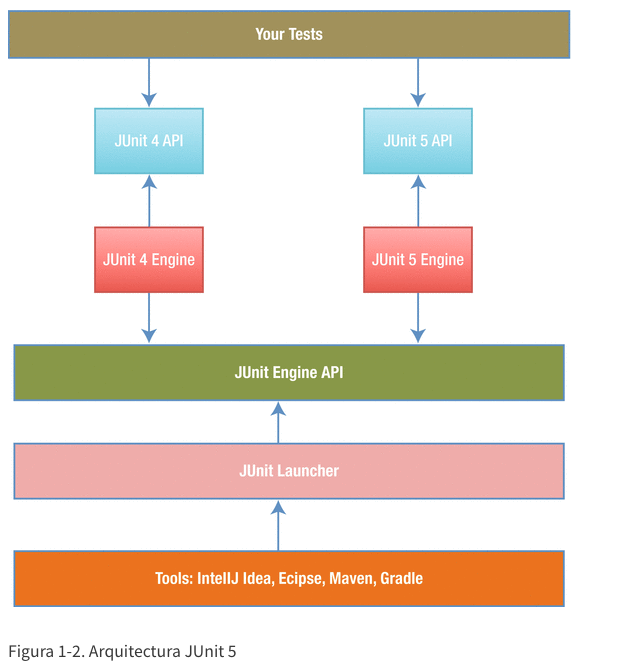 Your Tests
JUnit 4 API
JUnit 5 API
JUnit 4 Engine
JUnit 5 Engine
JUnit Engine API
JUnit Launcher
Tools: IntellJ Idea, Ecipse, Maven, Gradle
Figura 1-2. Arquitectura JUnit 5